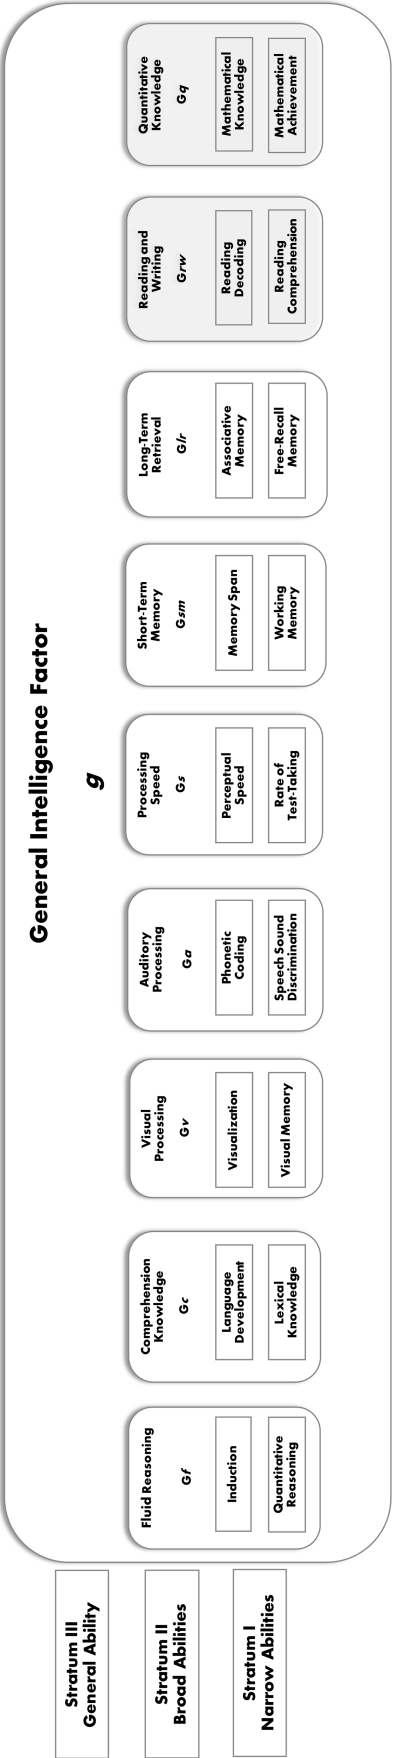 General Intelligence Factor
g
Stratum III
General Ability
Stratum II
Broad Abilities
Stratum I
Narrow Abilities
Fluid Reasoning
Gf
Induction
Quantitative
Reasoning
Comprehension
Knowledge
Gc
Language
Development
Lexical
Knowledge
Visual
Processing
Gv
Visualization
Visual Memory
Auditory
Processing
Ga
Phonetic
Coding
Speech Sound
Discrimination
Processing
Speed
Gs
Perceptual
Speed
Rate of
Test-Taking
Short-Term
Memory
Gsm
Memory Span
Working
Memory
Long-Term
Retrieval
Glr
Associative
Memory
Free-Recall
Memory
Reading and
Writing
Grw
Reading
Decoding
Reading
Comprehension
Quantitative
Knowledge
Gq
Mathematical
Knowledge
Mathematical
Achievement